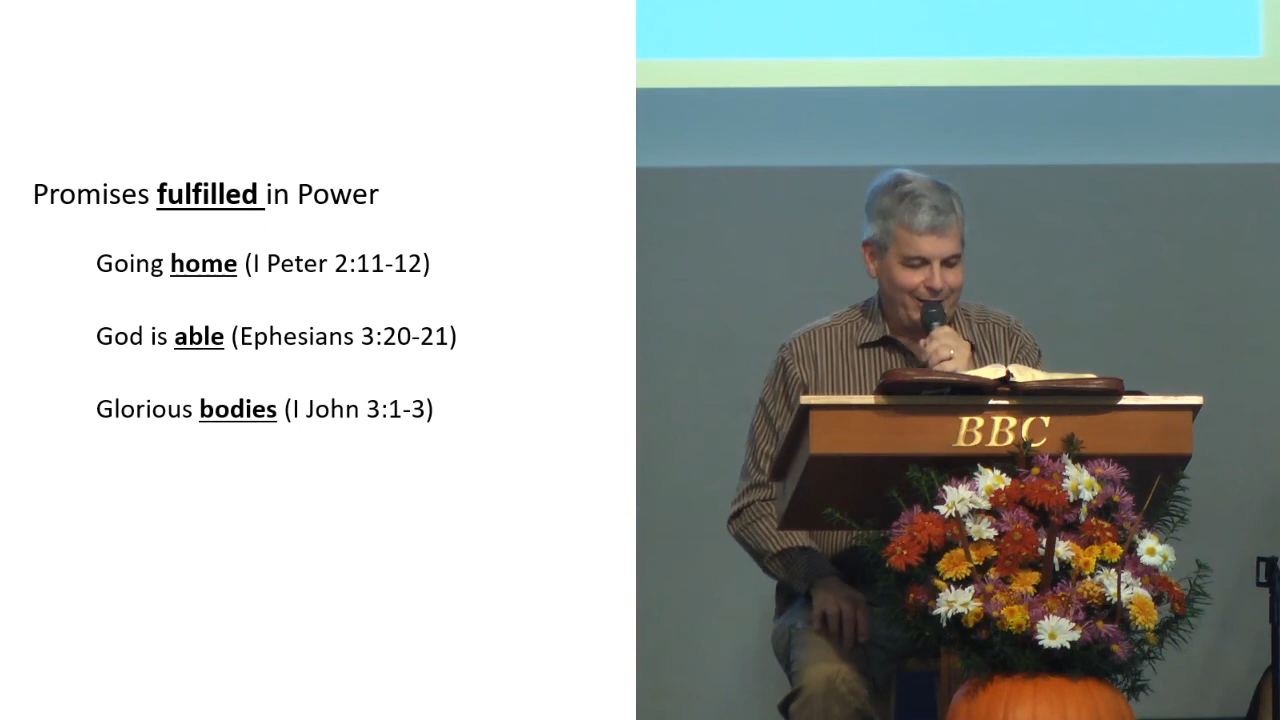 Promises fulfilled in Power
Going home (I Peter 2:11-12)
God is able (Ephesians 3:20-21)
Glorious bodies (I John 3:1-3)
BBC